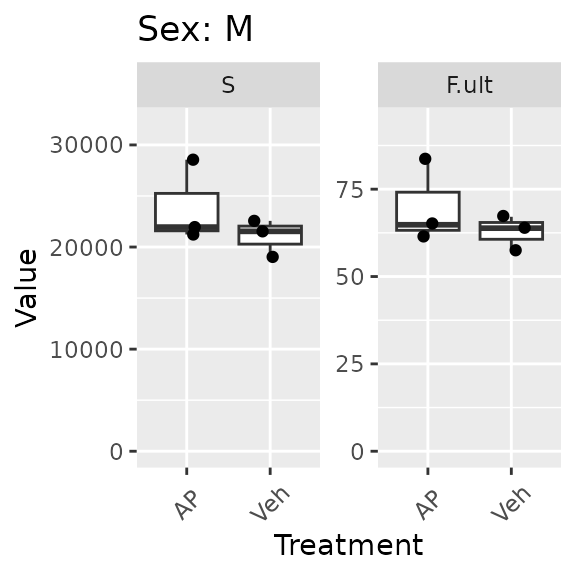 Sex: M
S
F.ult
30000
20000
10000
0
75
50
25
0
Value
AP
Veh
AP
Veh
Treatment